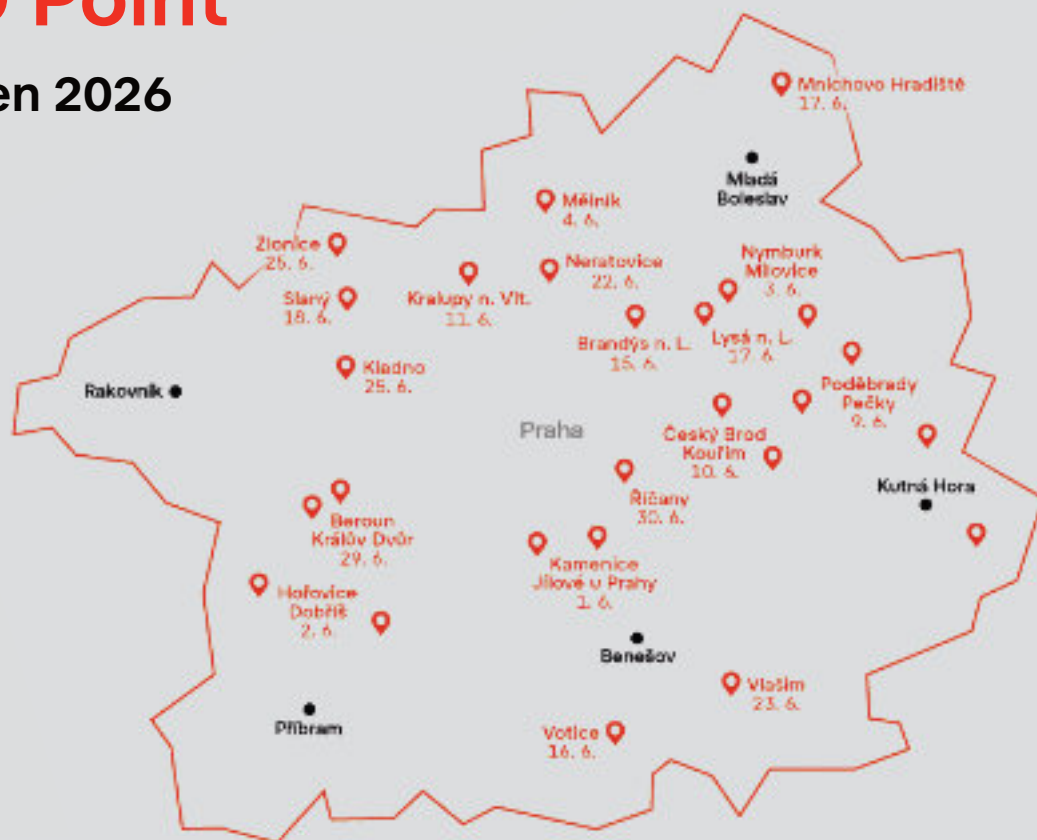 Point
en 2026
Mnichovo Hradiště
17. 6.
Mladá
Boleslav
Mělník
4. 6.
Zlonice
25. 6.
Neratovice
22. 6.
Nymburk
Milovice
3. 6.
Slaný
18. 6.
Kralupy n. Vlt.
11. 6.
Brandýs n. L.
15. 6.
Lysá n. L.
17. 6.
Kladno
25. 6.
Rakovník
Poděbrady
Pečky
9. 6.
Praha
Český Brod
Kouřim
10. 6.
Kutná Hora
Říčany
30. 6.
Beroun
Králův Dvůr
29. 6.
Kamenice
Jílové u Prahy
1. 6.
Hořovice
Dobříš
2. 6.
Benešov
Vlašim
23. 6.
Příbram
Votice
16. 6.